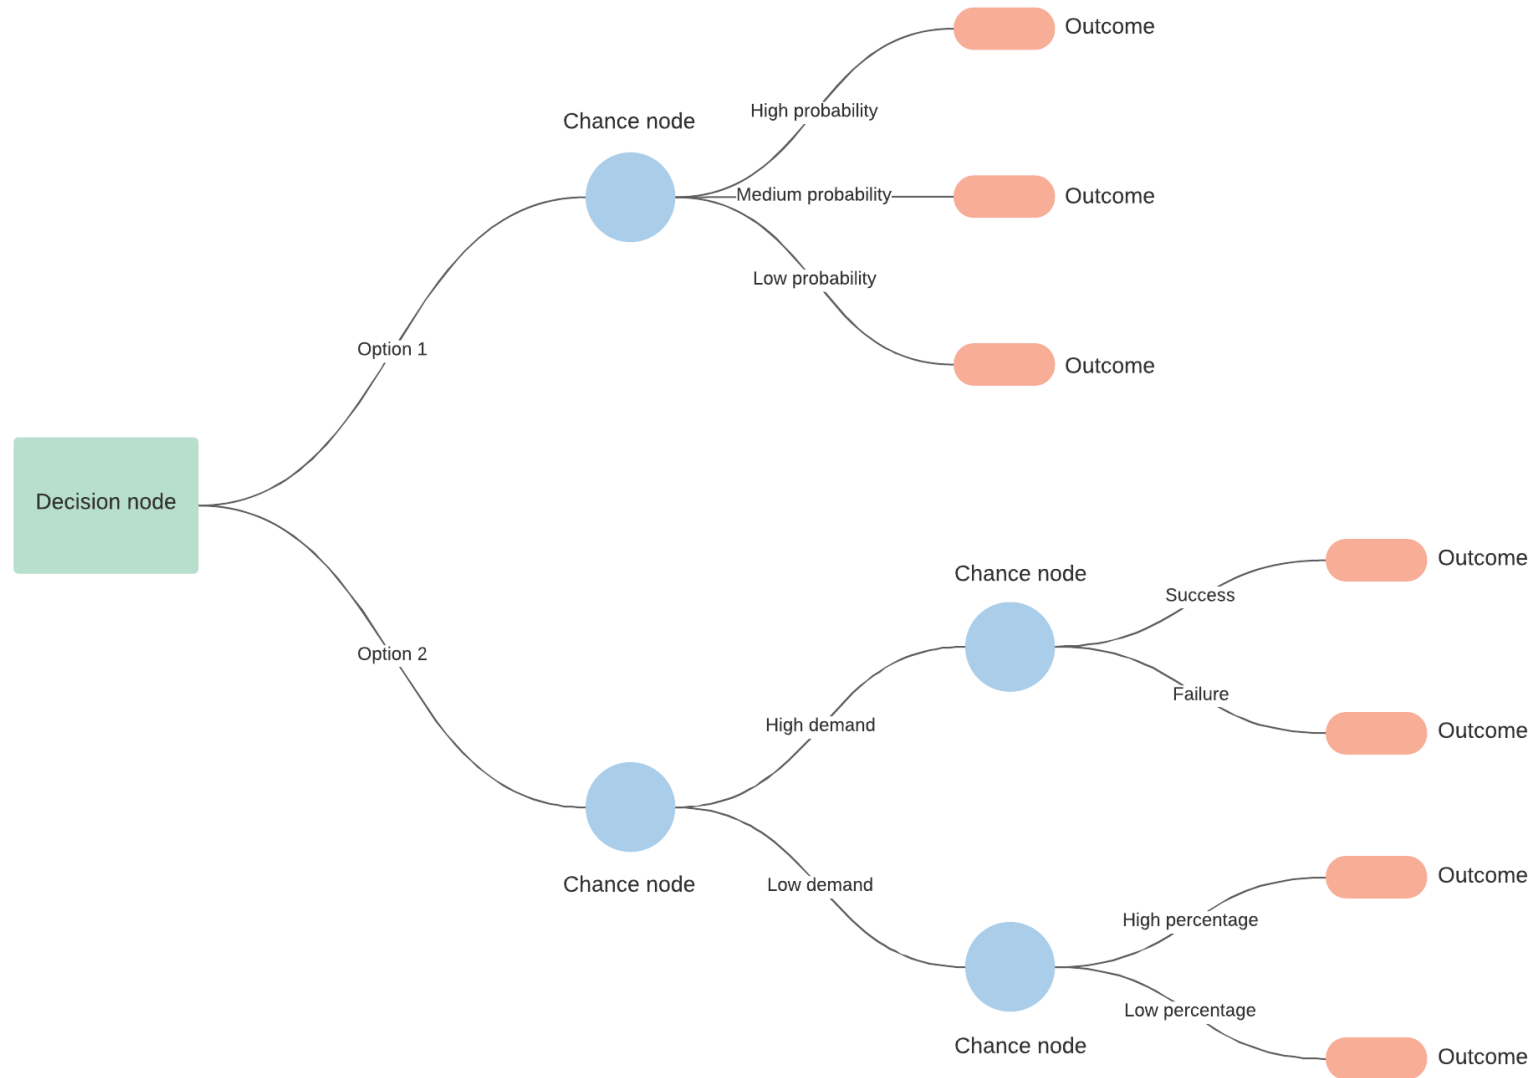 Outcome
High probability
Chance node
Medium probability
Outcome
Low probability
Option 1
Outcome
Decision node
Outcome
Chance node
Success
Option 2
Failure
High demand
Outcome
Chance node
Low demand
Outcome
High percentage
Low percentage
Chance node
Outcome